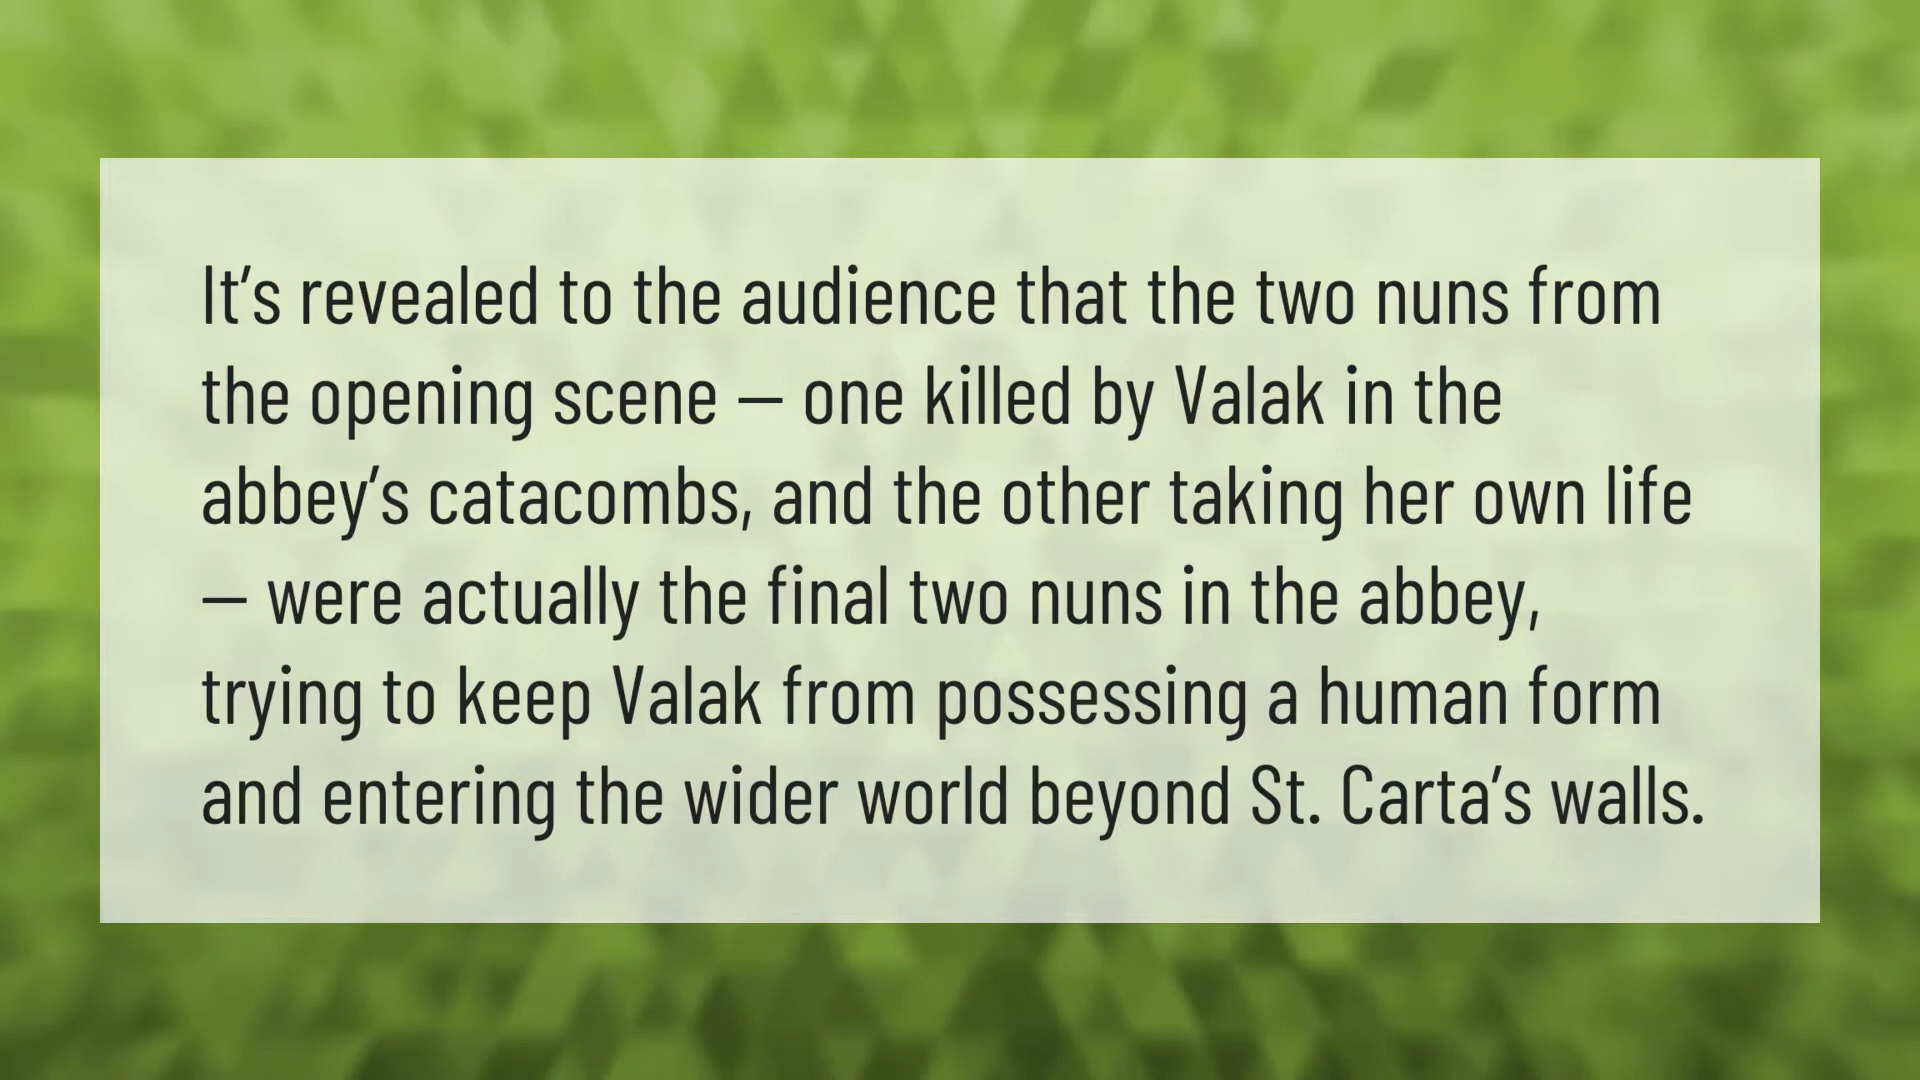 It’s revealed to the audience that the two nuns from
the opening scene — one killed by Valak in the
abbey’s catacombs, and the other taking her own life
— were actually the final two nuns in the abbey,
trying to keep Valak from possessing a human form
and entering the wider world beyond St. Carta’s walls.